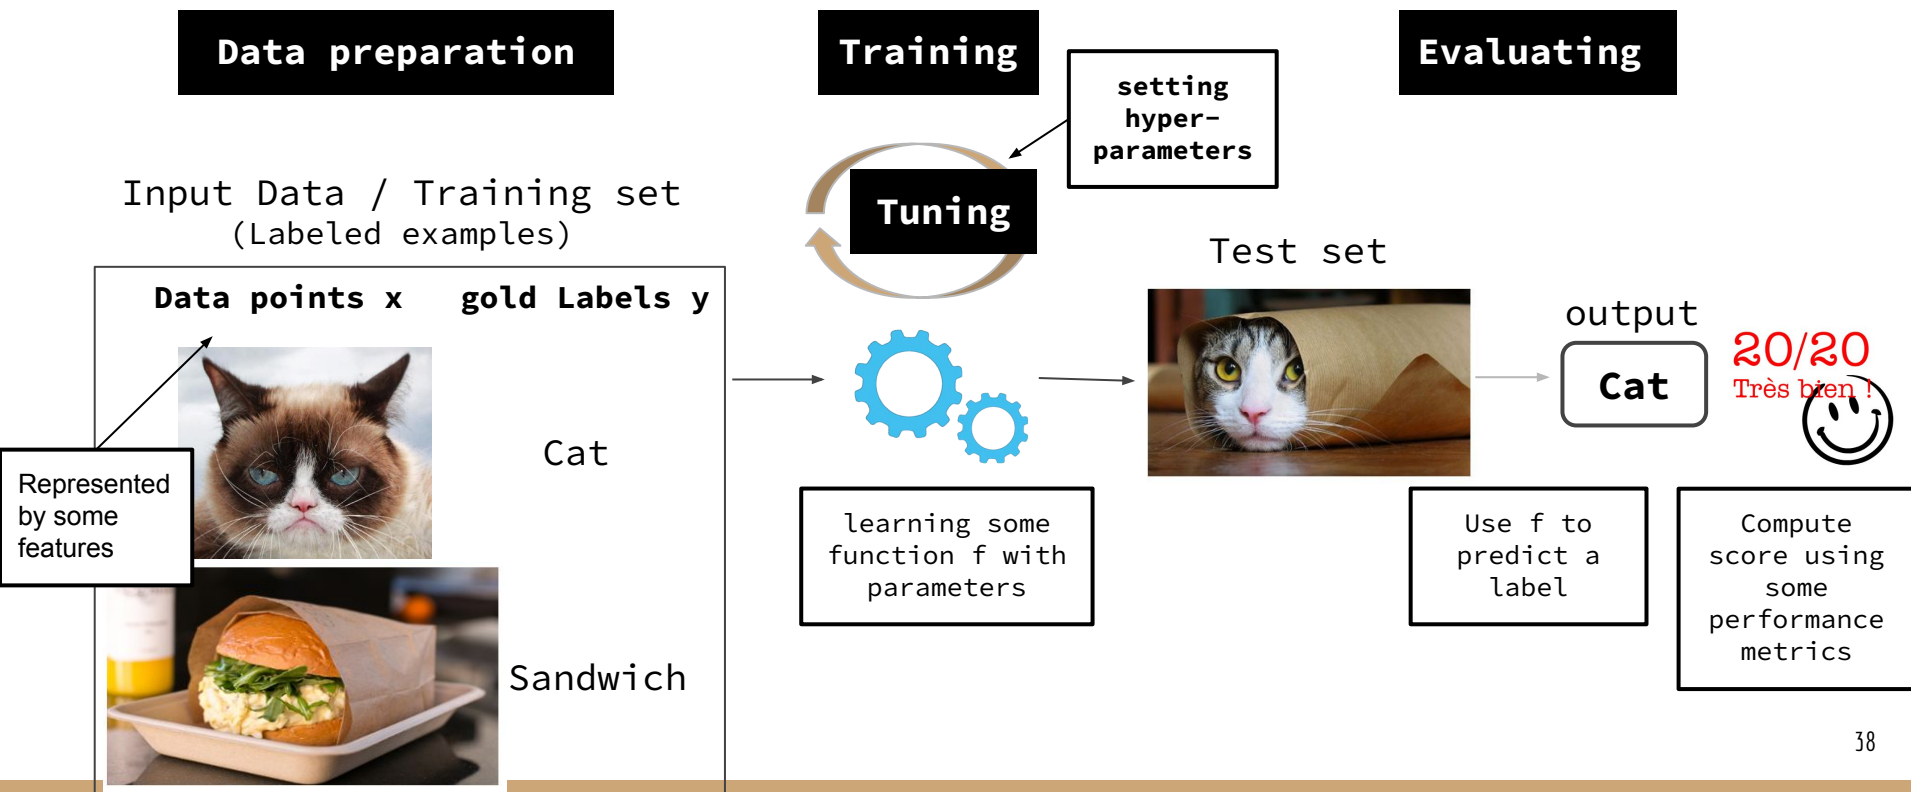 Data preparation
Training
Evaluating
setting
hyper-
parameters
Tuning
Input Data / Training set
(Labeled examples)
Test set
Data points x
gold Labels y
output
Cat
20/20
Très bien !
Cat
Represented
by some
features
learning some
function f with
parameters
Use f to
predict a
label
Compute
score using
some
performance
metrics
Sandwich
38